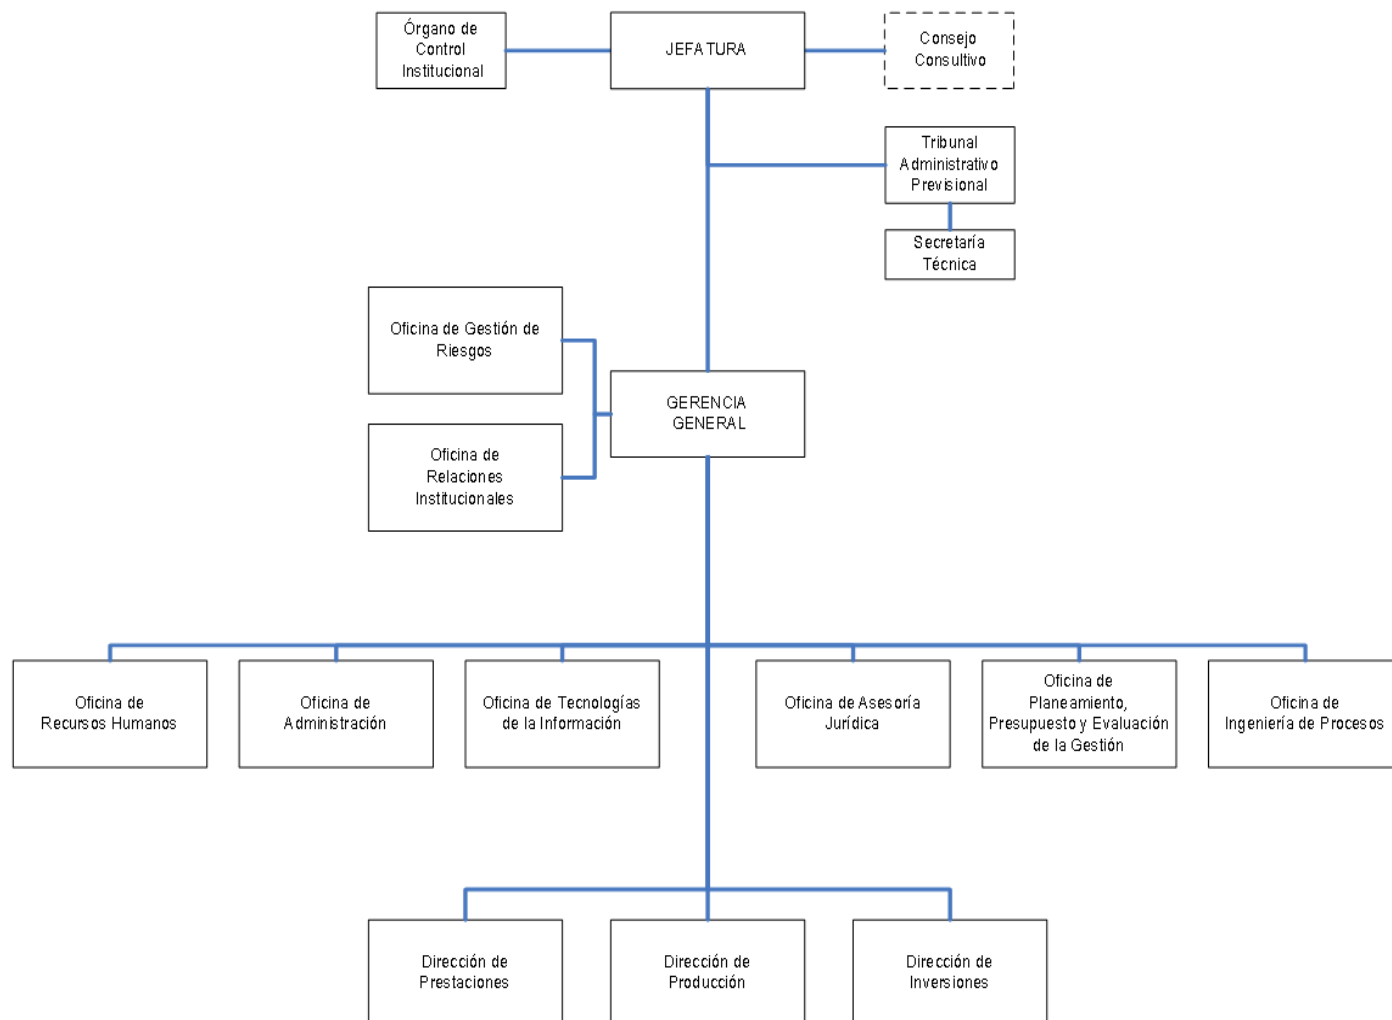 Órgano de
Control
Institucional
JEFATURA
Consejo
Consultivo
Tribunal
Administrativo
Previsional
Secretaría
Técnica
Oficina de Gestión de
Riesgos
GERENCIA
GENERAL
Oficina de
Relaciones
Institucionales
Oficina de
Recursos Humanos
Oficina de
Administración
Oficina de Tecnologías
de la Información
Oficina de Asesoría
Jurídica
Oficina de
Planeamiento,
Presupuesto y Evaluación
de la Gestión
Oficina de
Ingeniería de Procesos
Dirección de
Prestaciones
Dirección de
Producción
Dirección de
Inversiones